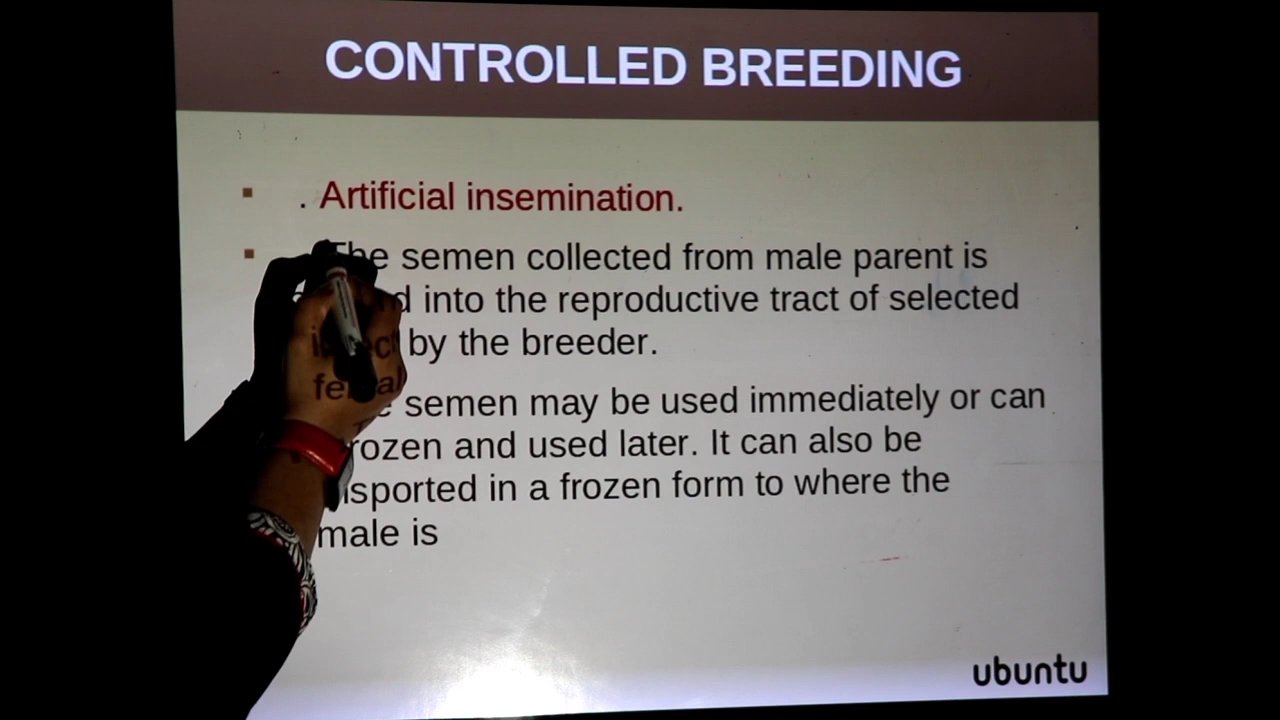 CONTROLLED BREEDING
. Artificial insemination.
The semen collected from male parent is
into the reproductive tract of selected
by the breeder.
semen may be used immediately or can
rozen and used later. It can also be
nsported in a frozen form to where the
male is
ubuntu